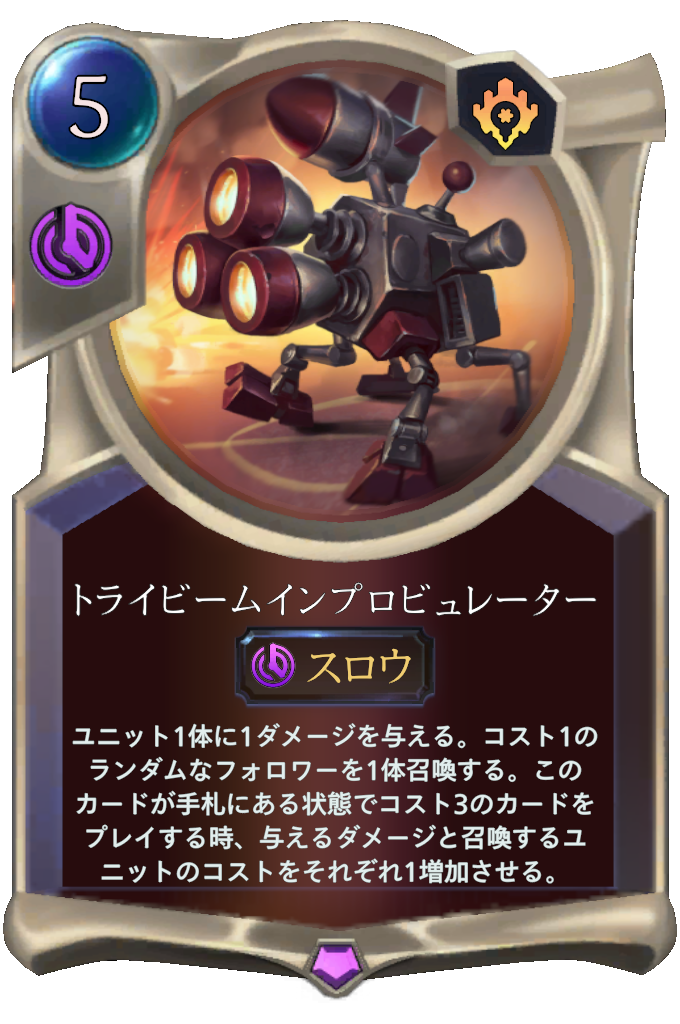 5
トライビームインプロビュレーター
スロウ
ユニット1体に1ダメージを与える。コスト1の
ランダムなフォロワーを1体召喚する。この
カードが手札にある状態でコスト3のカードを
プレイする時、与えるダメージと召喚するユ
ニットのコストをそれぞれ1増加させる。